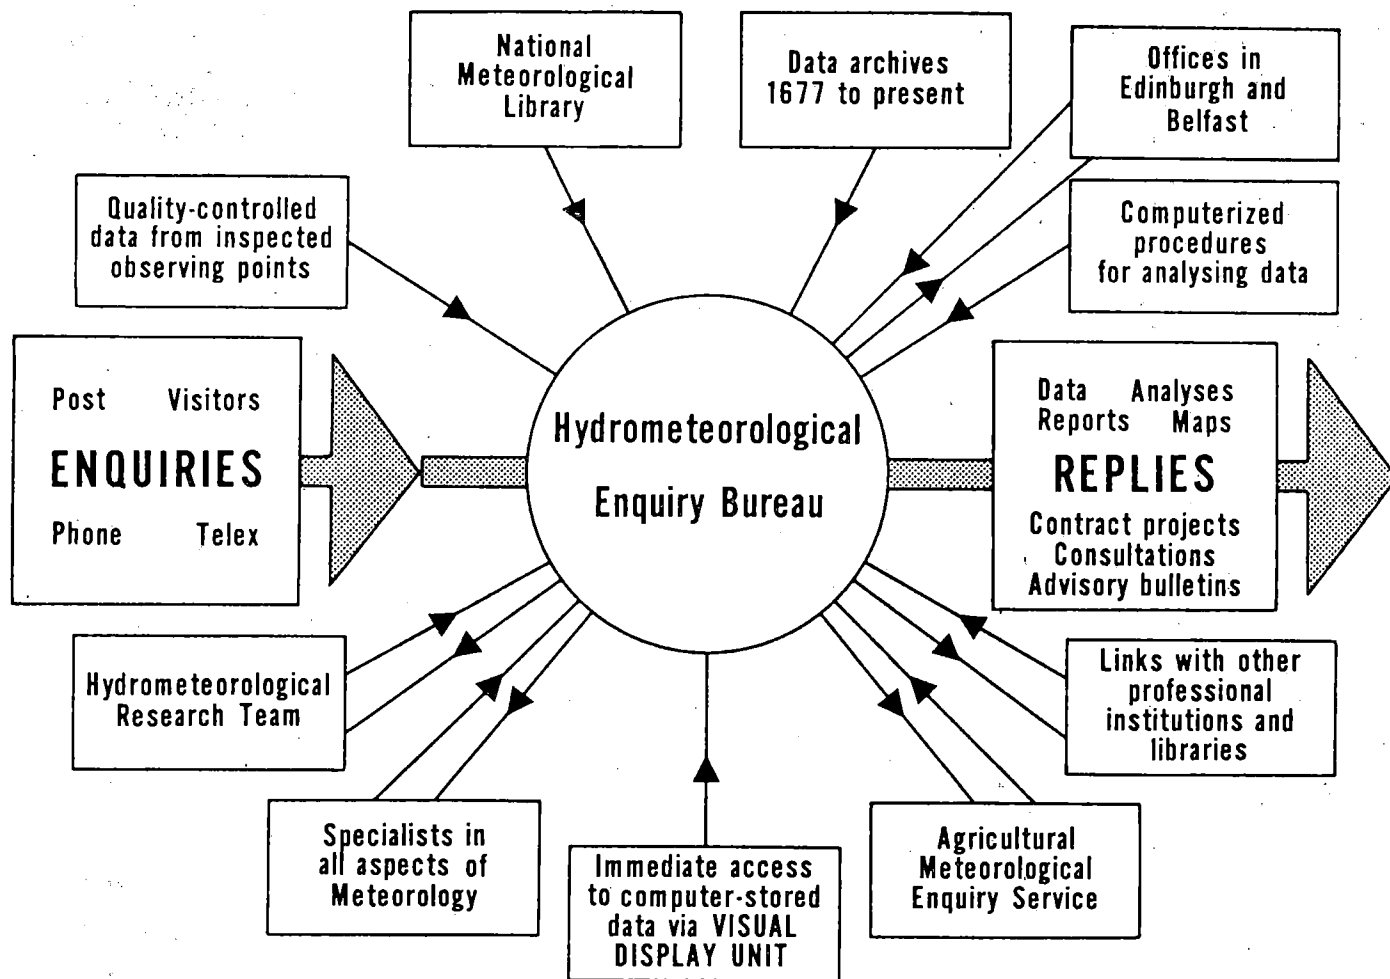 National
Meteorological
Library
Data archives
1677 to present
Offices in
Edinburgh and
Belfast
Quality-controlled
data from inspected
observing points
Computerized
procedures
for analysing data
Post Visitors
ENQUIRIES
Phone Telex
Hydrometeorological
Enquiry Bureau
Data Analyses
Reports Maps
REPLIES
Contract projects
Consultations
Advisory bulletins
Hydrometeorological
Research Team
Links with other
professional
institutions and
libraries
Specialists in
all aspects of
Meteorology
Immediate access
to computer-stored
data via VISUAL
DISPLAY UNIT
Agricultural
Meteorological
Enquiry Service